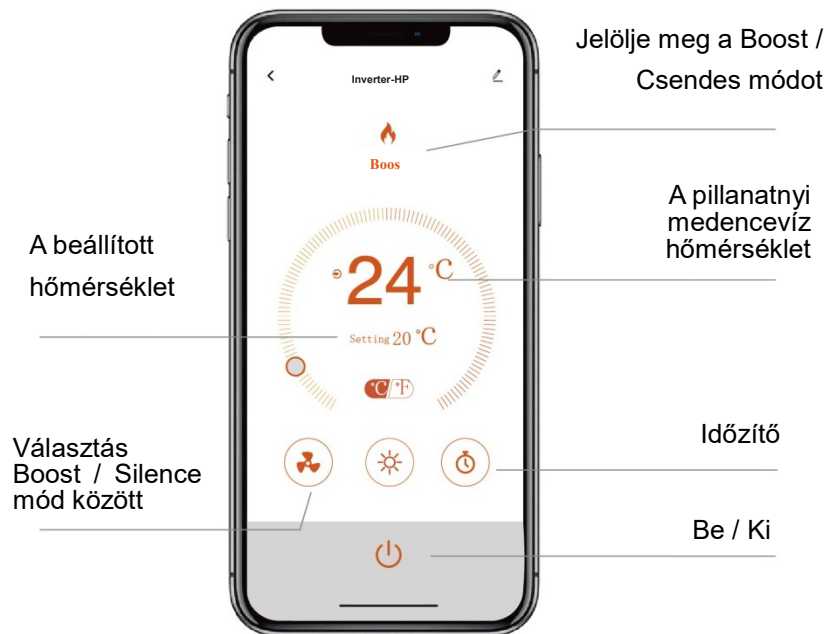 Jelölje meg a Boost /
Csendes módot
Inverter-HP
Boos
A pillanatnyi
medencevíz
hőmérséklet
A beállított
hőmérséklet
24 °C
Setting 20 °C
°C/°F
Választás
Boost / Silence
mód között
Időzítő
Be / Ki